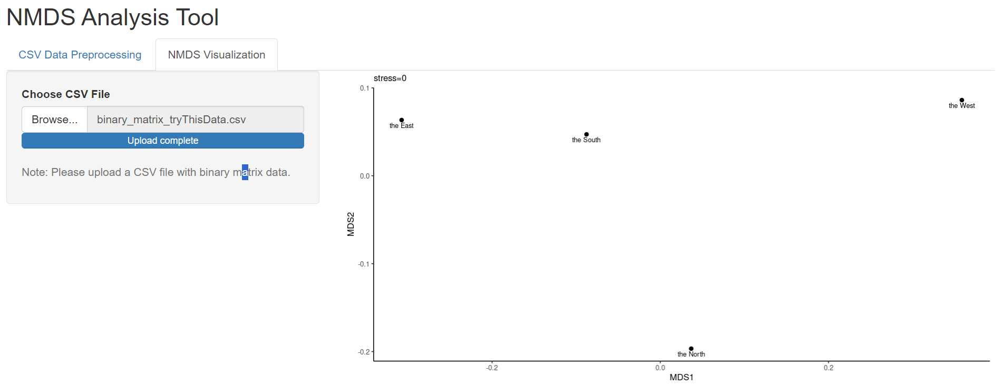 NMDS Analysis Tool
CSV Data Preprocessing
NMDS Visualization
Choose CSV File
Browse...
binary_matrix_tryThisData.csv
Upload complete
Note: Please upload a CSV file with binary matrix data.
stress=0
0.1
0.0
-0.1
-0.2
MDS2
the West
the East
the South
the North
-0.2
0.0
0.2
MDS1